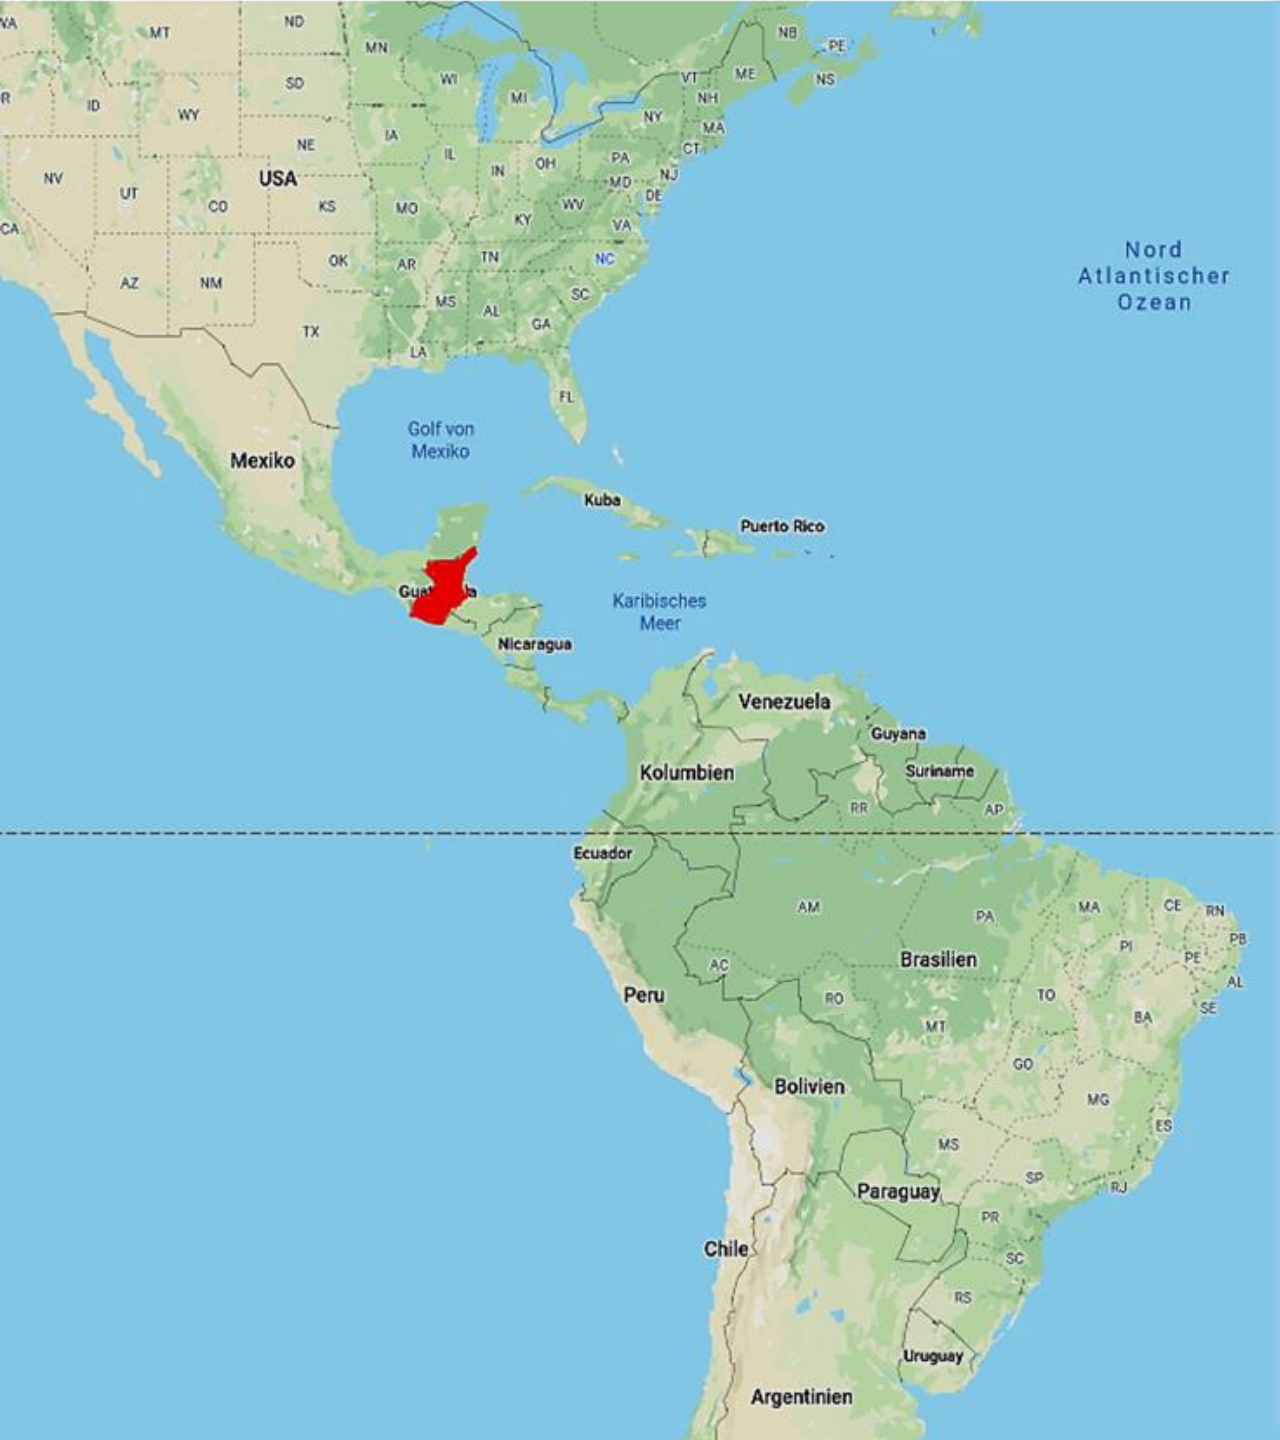 WA
MT
ND
MN
NB
PE
ID
SD
WI
MI
VT
ME
NS
WY
NH
NY
IA
NE
MA
CT
IL
OH
PA
IN
NJ
NV
USA
MD
DE
UT
CO
KS
MO
WV
KY
VA
CA
OK
AR
TN
NC
Nord
Atlantischer
Ozean
AZ
NM
MS
AL
SC
GA
TX
LA
FL
Golf von
Mexiko
Mexiko
Kuba
Puerto Rico
Gua
la
Karibisches
Meer
Nicaragua
Venezuela
Guyana
Kolumbien
Suriname
RR
AP
Ecuador
AM
PA
MA
CE
RN
PI
PB
PE
Brasilien
AC
AL
Peru
RO
TO
SE
MT
BA
GO
Bolivien
MG
ES
MS
SP
Paraguay
RJ
PR
Chile
SC
RS
Uruguay
Argentinien